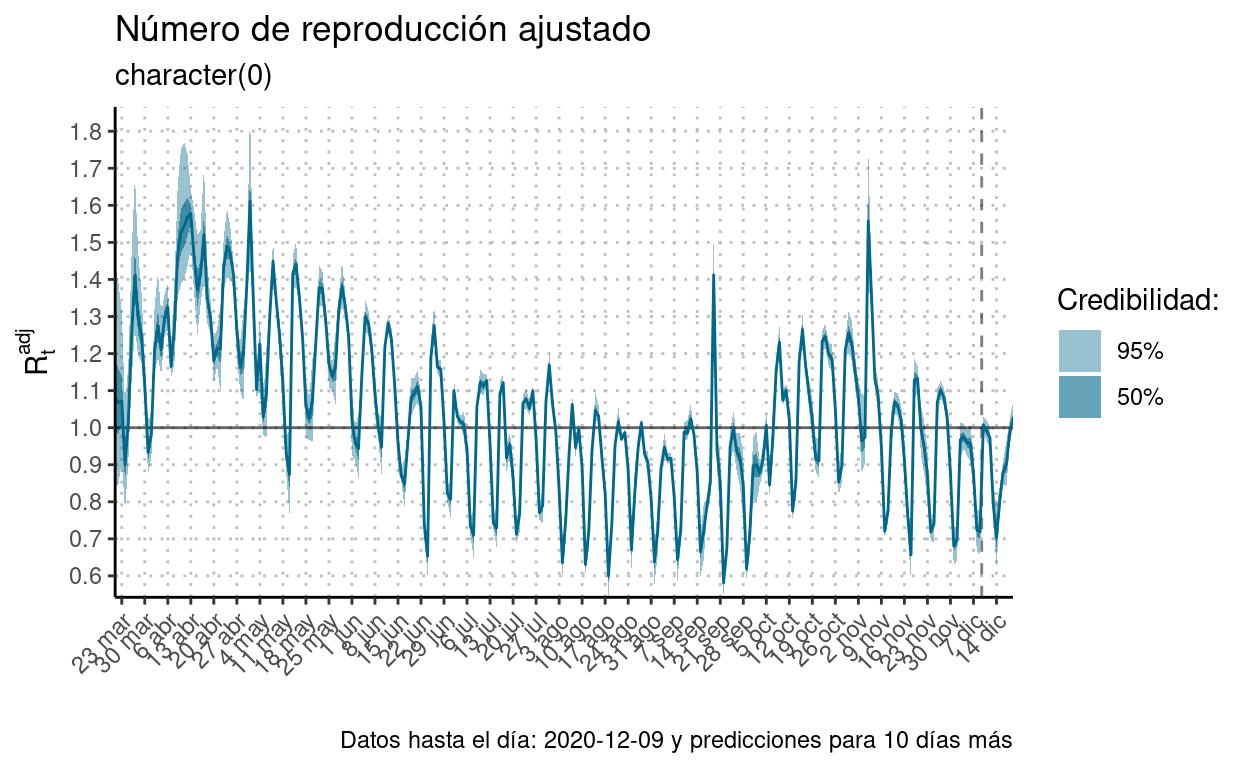 Número de reproducción ajustado
character(0)
R_t^adj
1.8
1.7
1.6
1.5
1.4
1.3
1.2
1.1
1.0
0.9
0.8
0.7
0.6
23 mar
30 mar
6 abr
13 abr
20 abr
27 abr
4 may
11 may
18 may
25 may
1 jun
8 jun
15 jun
22 jun
29 jun
6 jul
13 jul
20 jul
27 jul
3 ago
10 ago
17 ago
24 ago
31 ago
7 sep
14 sep
21 sep
28 sep
5 oct
12 oct
19 oct
26 oct
2 nov
9 nov
16 nov
23 nov
30 nov
7 dic
14 dic
Credibilidad:
95%
50%
Datos hasta el día: 2020-12-09 y predicciones para 10 días más